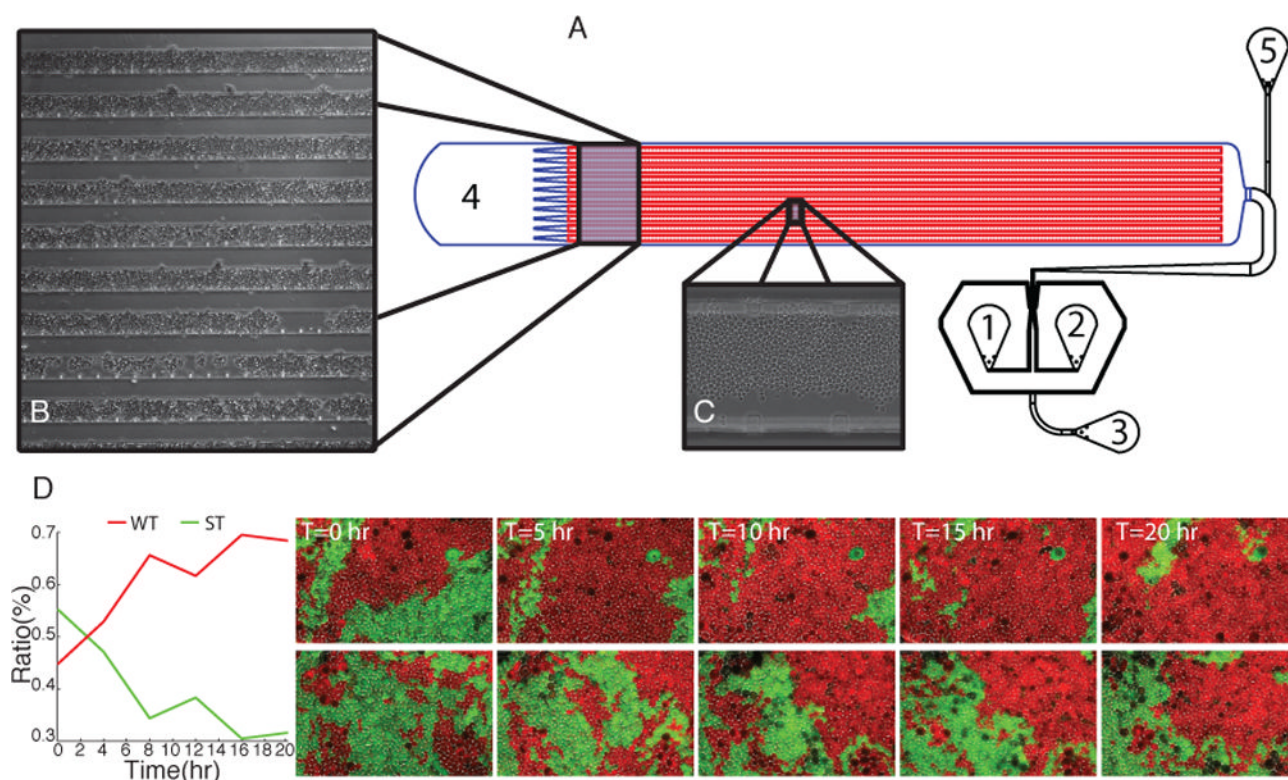 A
5
4
1
2
3
B
C
D
WT ST
T=0 hr
T=5 hr
T=10 hr
T=15 hr
T=20 hr
Ratio(%)
0.7
0.6
0.5
0.4
0.3
0 2 4 6 8 10 12 14 16 18 20
Time(hr)